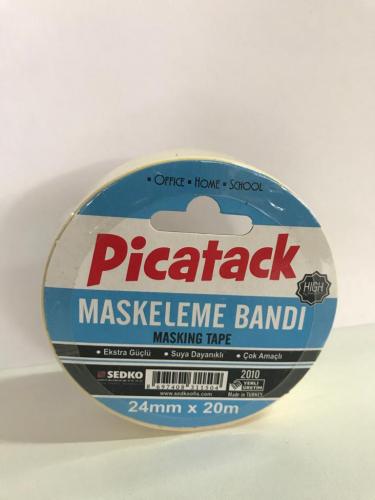 • OFFICE • HOME • SCHOOL
Picatack
HIGH
MASKELEME BANDI
MASKING TAPE
• Ekstra Güçlü • Suya Dayanıklı • Çok Amaçlı
SEDKO
www.sedkoofis.com
2010
YERLİ ÜRETİM
Made in TURKEY
24mm x 20m